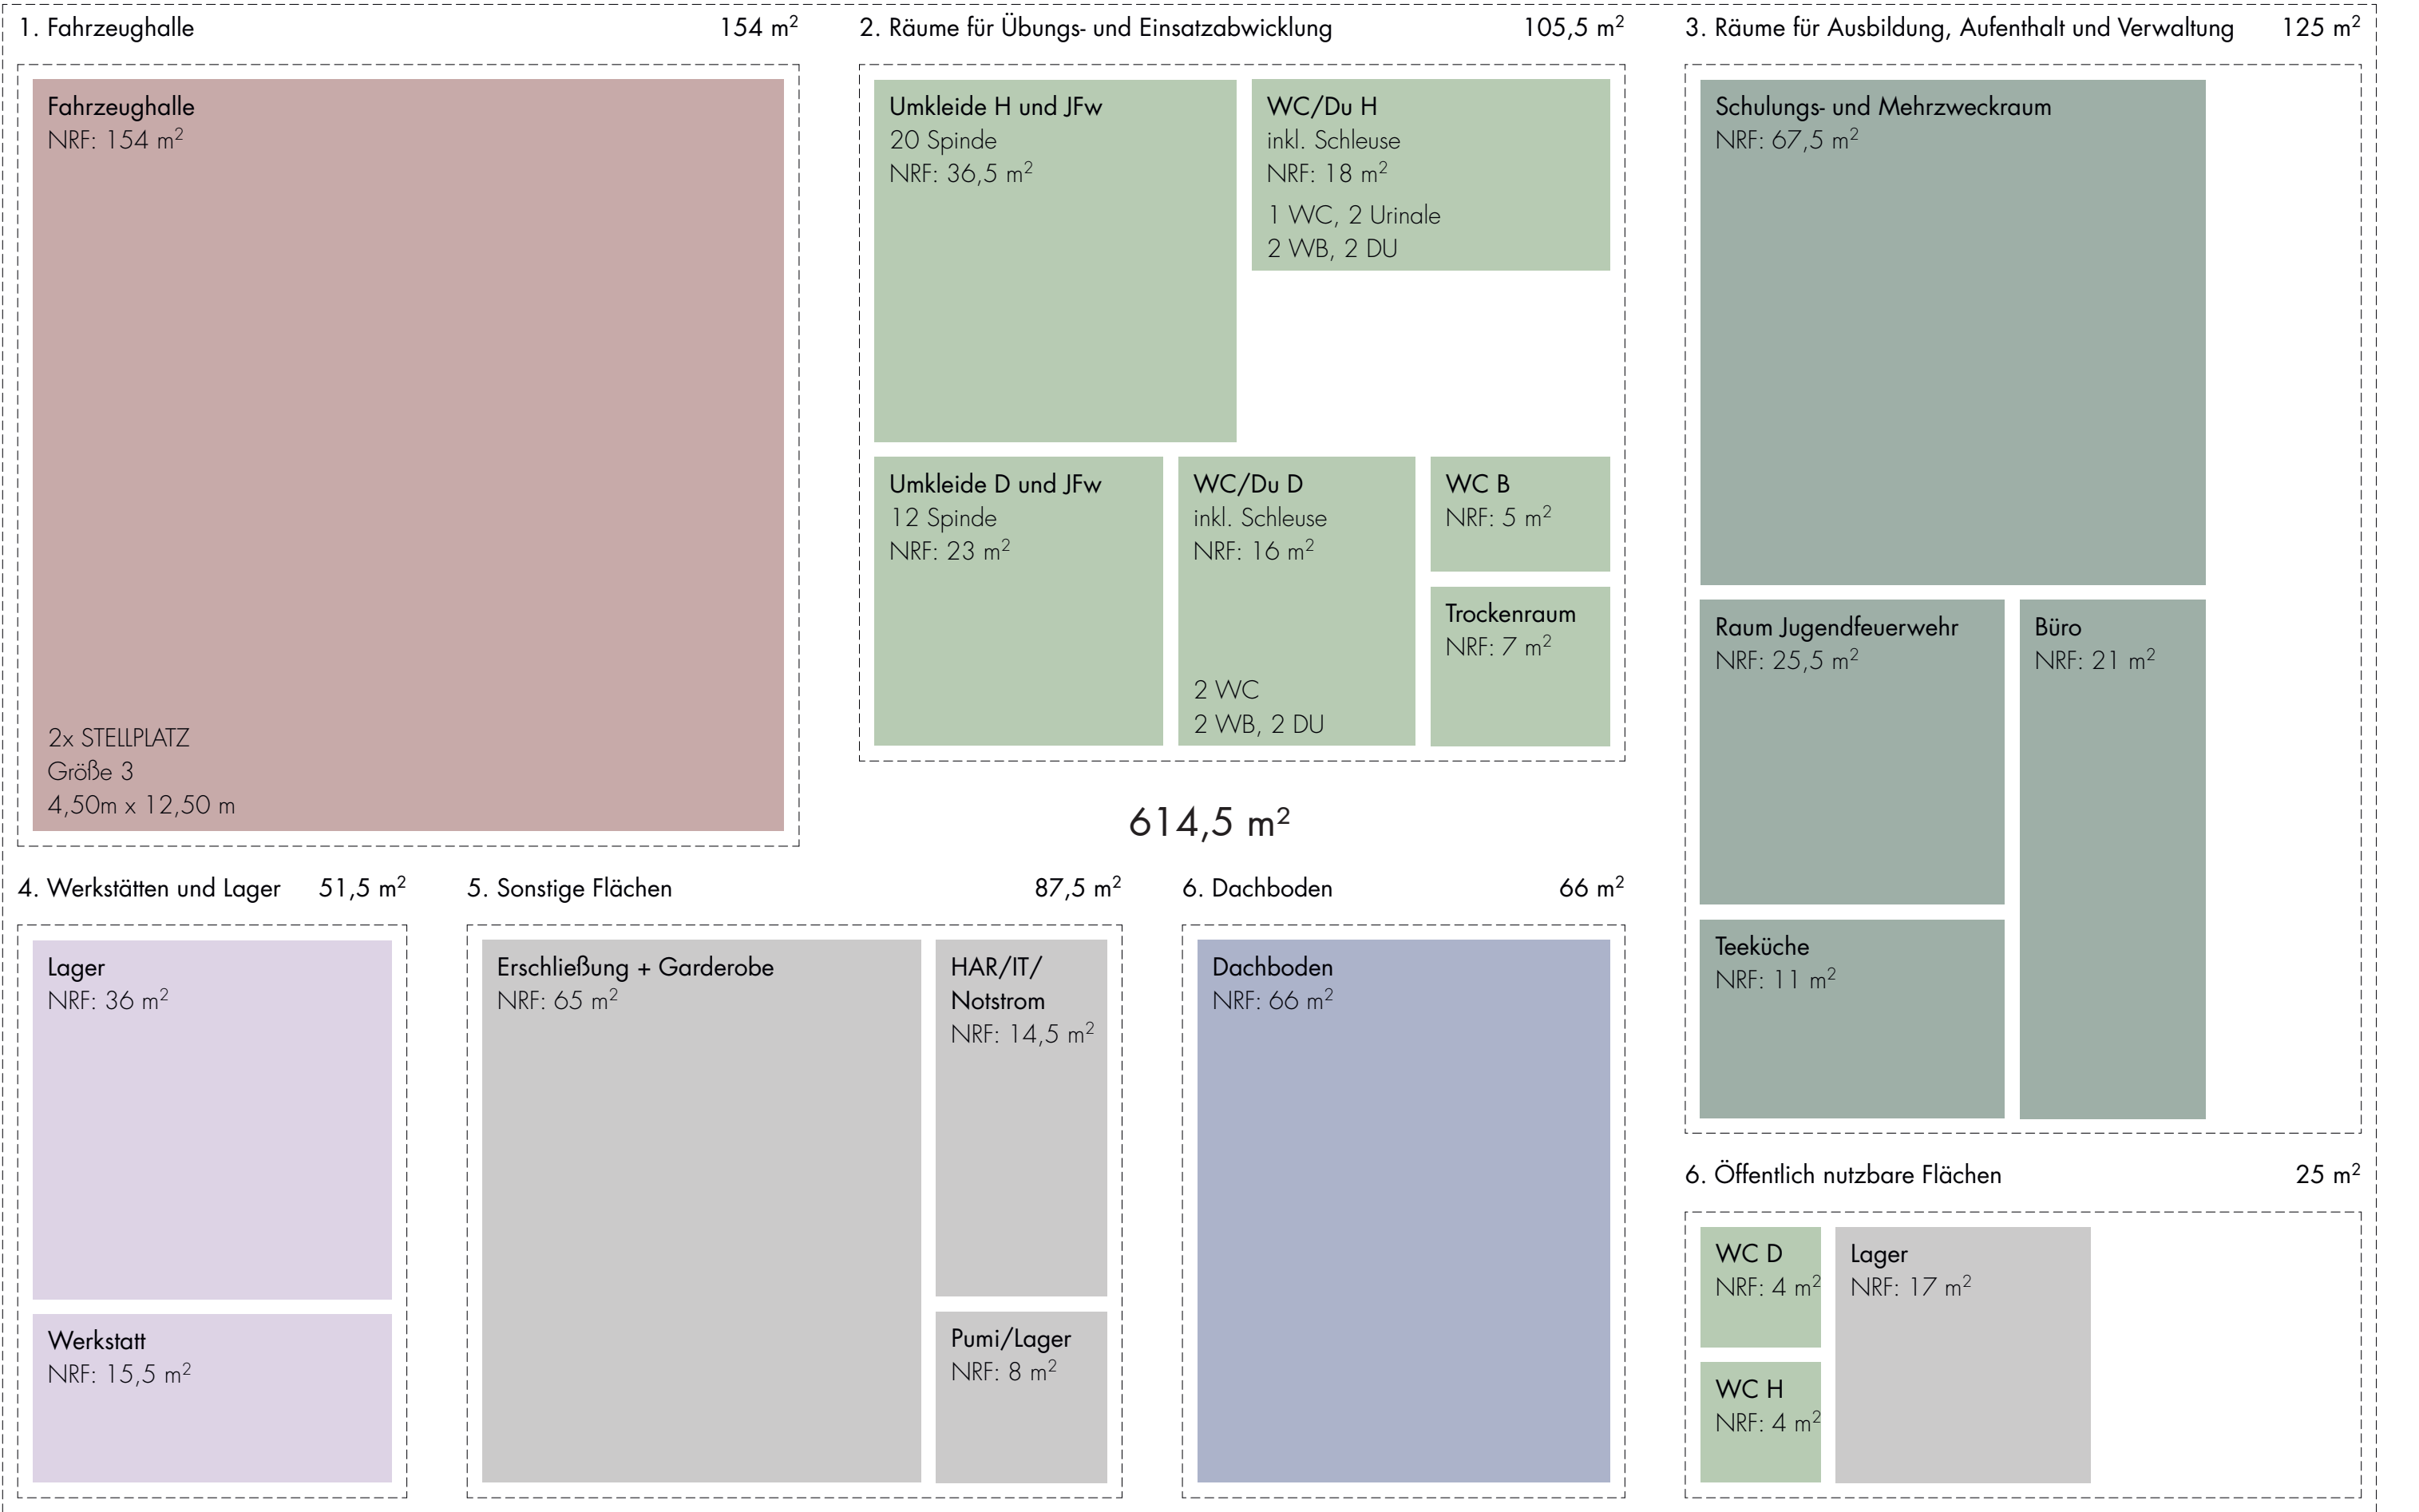 1. Fahrzeughalle 154 m²
Fahrzeughalle
NRF: 154 m²
2x STELLPLATZ
Größe 3
4,50m x 12,50 m
2. Räume für Übungs- und Einsatzabwicklung 105,5 m²
Umkleide H und JFw
20 Spinde
NRF: 36,5 m²
WC/Du H
inkl. Schleuse
NRF: 18 m²
1 WC, 2 Urinale
2 WB, 2 DU
Umkleide D und JFw
12 Spinde
NRF: 23 m²
WC/Du D
inkl. Schleuse
NRF: 16 m²
2 WC
2 WB, 2 DU
WC B
NRF: 5 m²
Trockenraum
NRF: 7 m²
3. Räume für Ausbildung, Aufenthalt und Verwaltung 125 m²
Schulungs- und Mehrzweckraum
NRF: 67,5 m²
Raum Jugendfeuerwehr
NRF: 25,5 m²
Büro
NRF: 21 m²
Teeküche
NRF: 11 m²
614,5 m²
4. Werkstätten und Lager 51,5 m²
Lager
NRF: 36 m²
Werkstatt
NRF: 15,5 m²
5. Sonstige Flächen 87,5 m²
Erschließung + Garderobe
NRF: 65 m²
HAR/IT/
Notstrom
NRF: 14,5 m²
Pumi/Lager
NRF: 8 m²
6. Dachboden 66 m²
Dachboden
NRF: 66 m²
6. Öffentlich nutzbare Flächen 25 m²
WC D
NRF: 4 m²
Lager
NRF: 17 m²
WC H
NRF: 4 m²